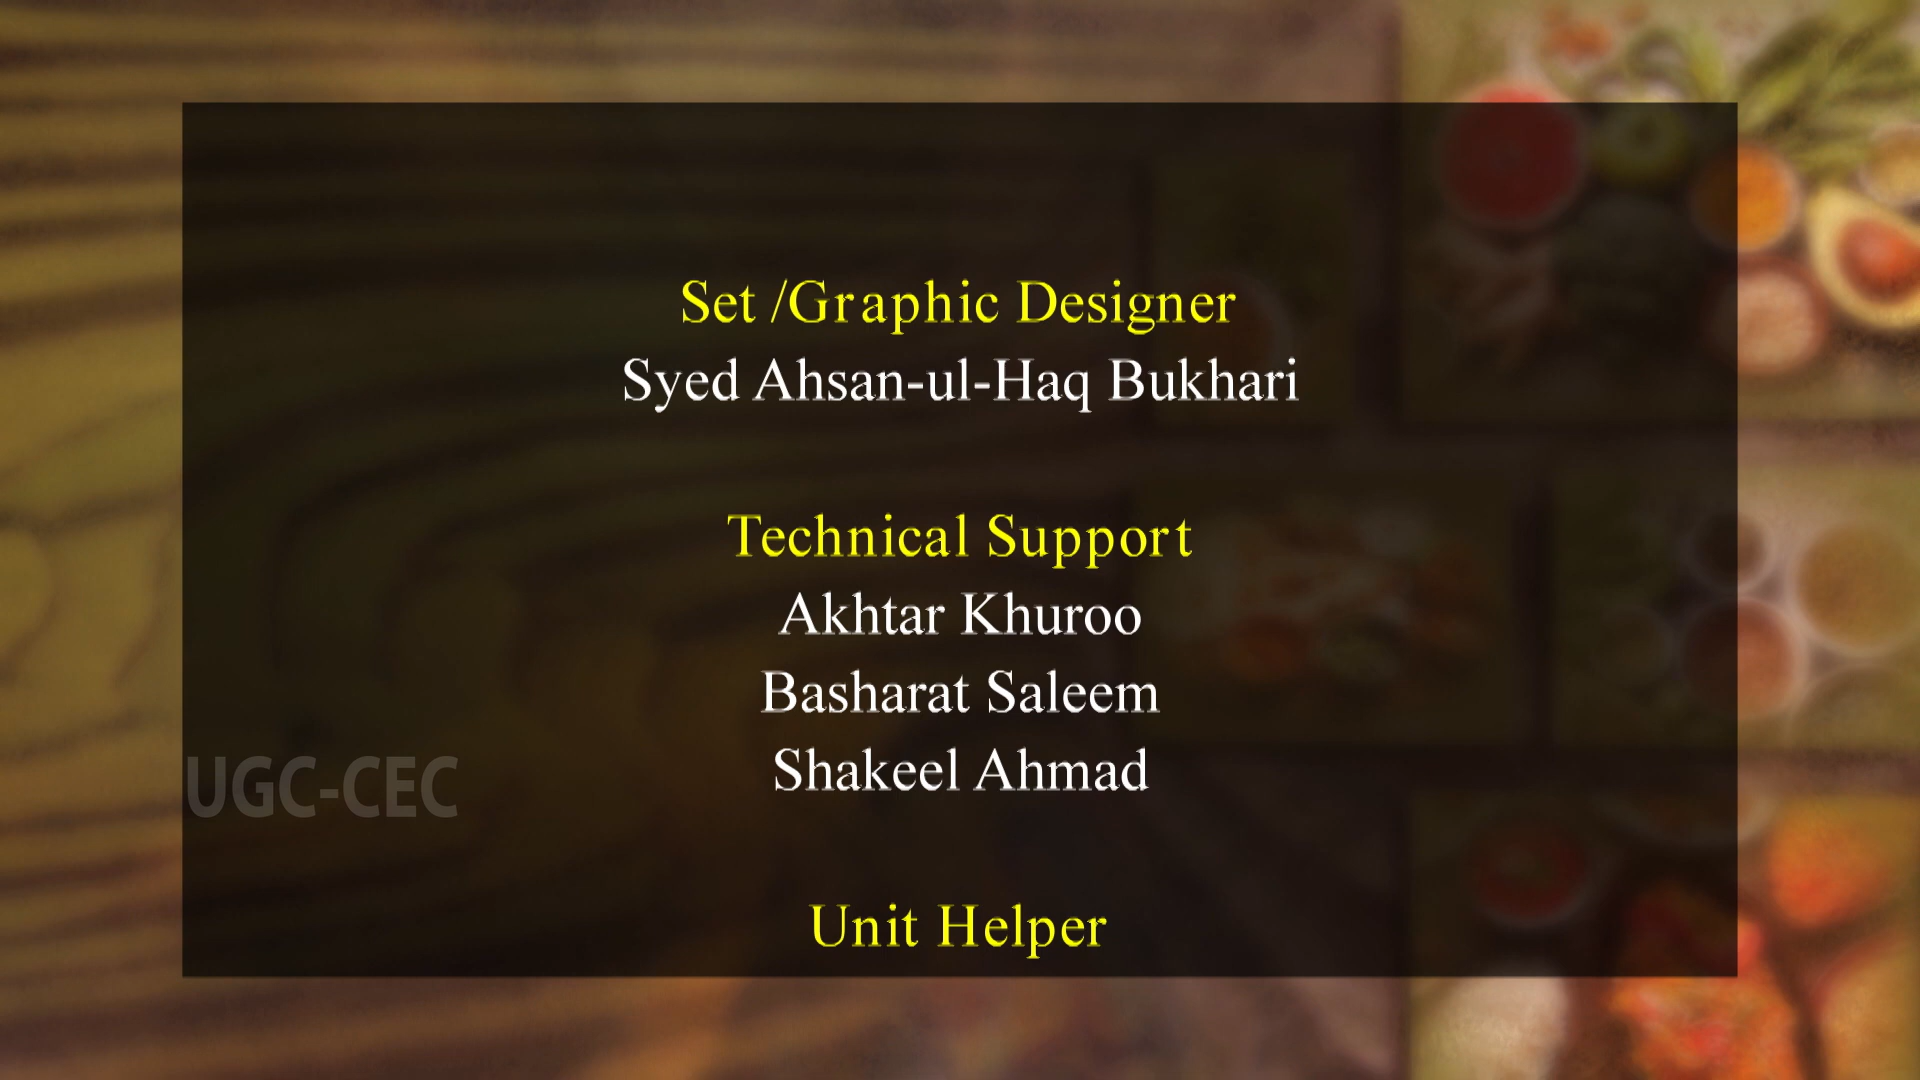 Set /Graphic Designer
Syed Ahsan-ul-Haq Bukhari
Technical Support
Akhtar Khuroo
Basharat Saleem
Shakeel Ahmad
UGC-CEC
Unit Helper